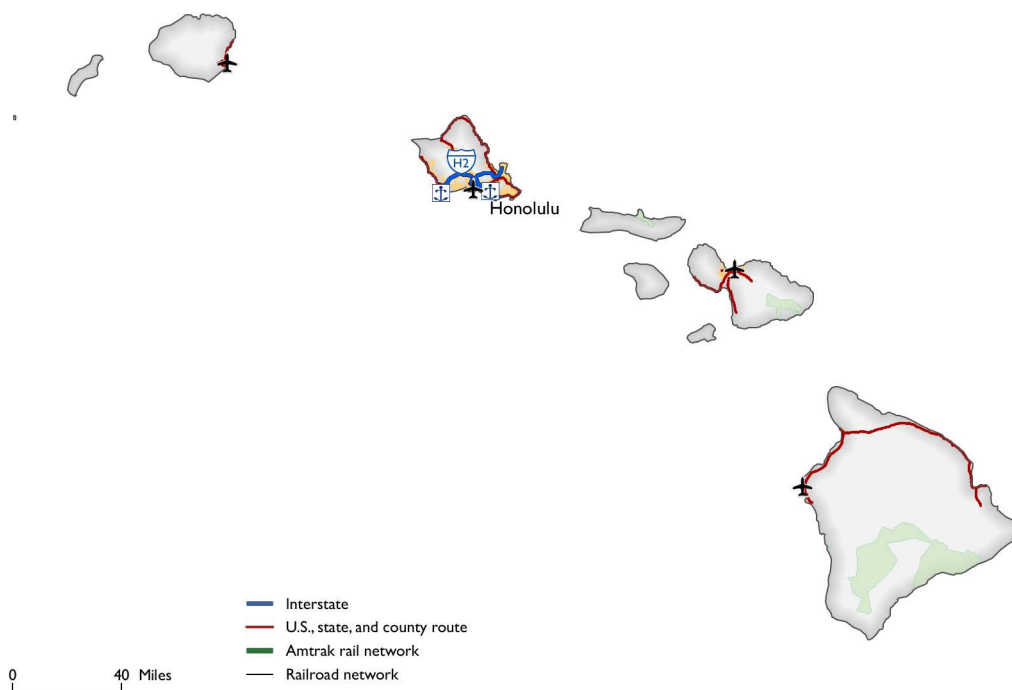 H2
Honolulu
Interstate
U.S., state, and county route
Amtrak rail network
Railroad network
0 40 Miles